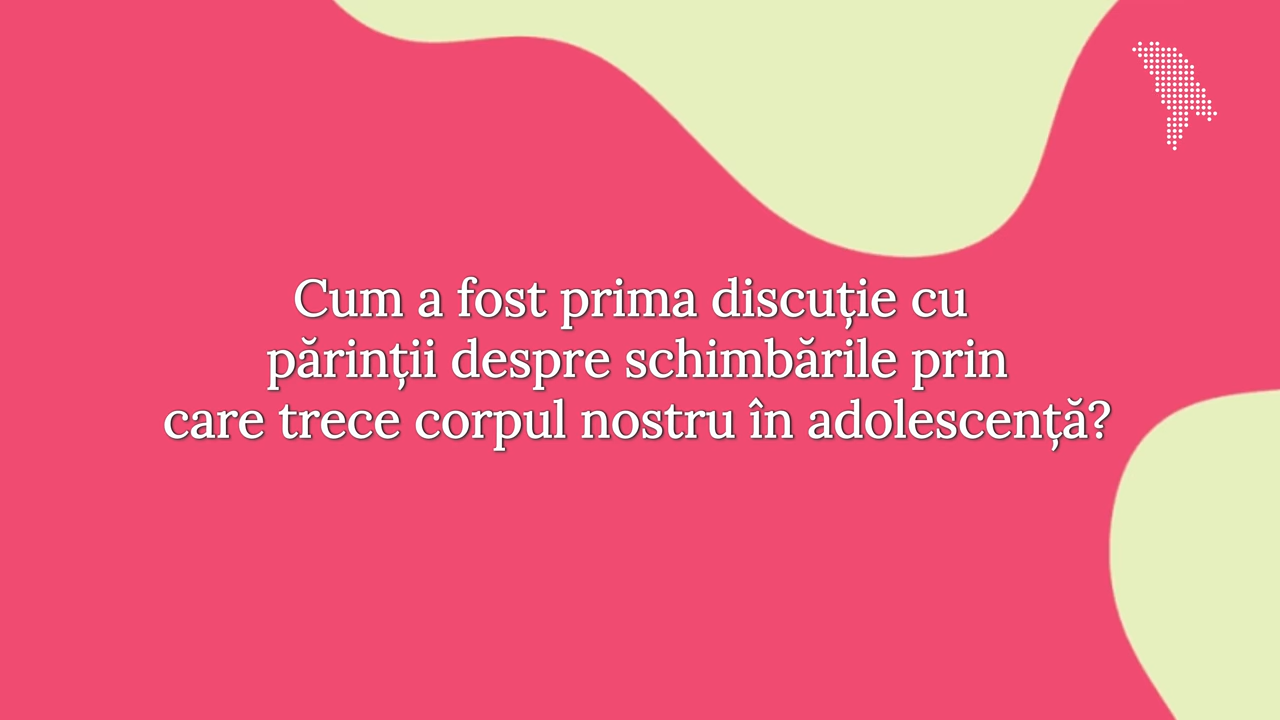 Cum a fost prima discuție cu
părinții despre schimbările prin
care trece corpul nostru în adolescență?